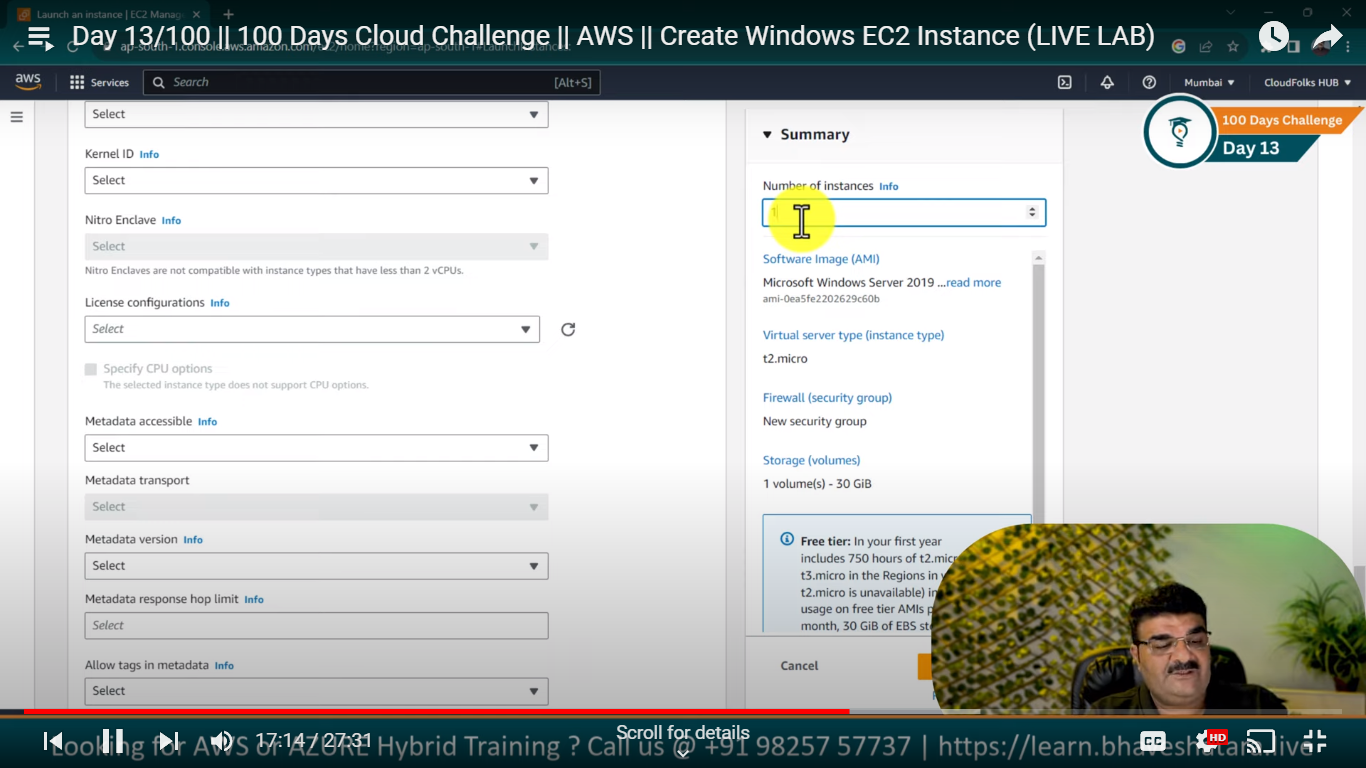 Launch an instance | EC2 Manag
Day 13/100 || 100 Days Cloud Challenge || AWS || Create Windows EC2 Instance (LIVE LAB)
aws
Services
Search
[Alt+S]
Mumbai
CloudFolks HUB
100 Days Challenge
Day 13
Select
Kernel ID Info
Select
Nitro Enclave Info
Select
Nitro Enclaves are not compatible with instance types that have less than 2 vCPUs.
License configurations Info
Select
Specify CPU options
The selected instance type does not support CPU options.
Metadata accessible Info
Select
Metadata transport
Select
Metadata version Info
Select
Metadata response hop limit Info
Select
Allow tags in metadata Info
Select
Summary
Number of instances Info
1
Software Image (AMI)
Microsoft Windows Server 2019 ...read more
ami-0ea5fe2202629c60b
Virtual server type (instance type)
t2.micro
Firewall (security group)
New security group
Storage (volumes)
1 volume(s) - 30 GiB
Free tier: In your first year
includes 750 hours of t2.micr
t3.micro in the Regions in
t2.micro is unavailable) in
usage on free tier AMIs p
month, 30 GiB of EBS st
Cancel
Scroll for details
17:14 / 27:31
CC
HD
Looking for AWS or AZURE Hybrid Training ? Call us @ +91 98257 57737 | https://learn.bhaveshatara.live